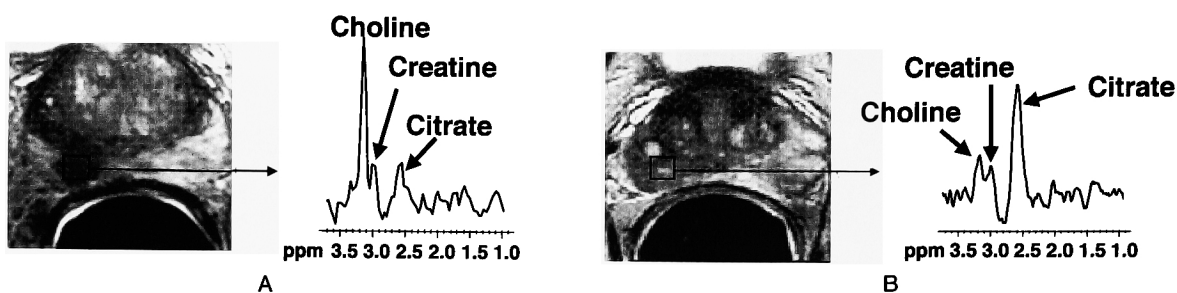 Choline
Creatine
Citrate
ppm 3.5 3.0 2.5 2.0 1.5 1.0
A
Creatine
Citrate
Choline
ppm 3.5 3.0 2.5 2.0 1.5 1.0
B